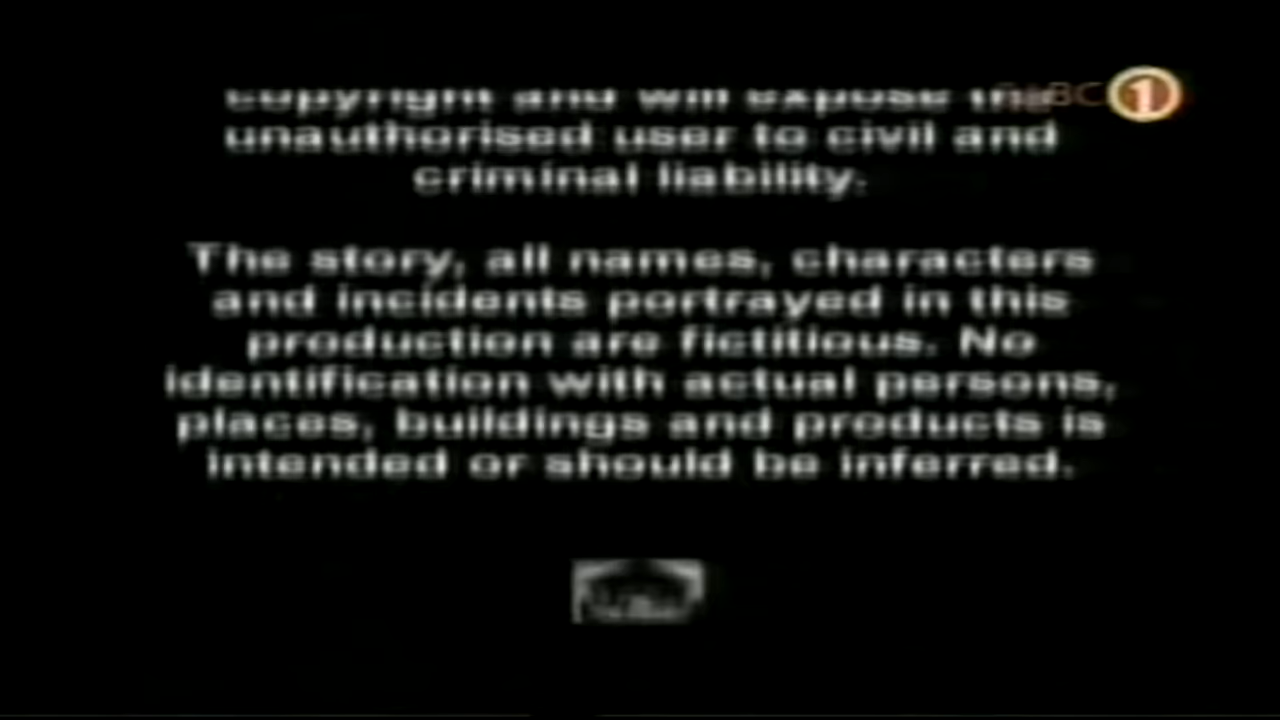 copyright and will expose the
SABC 1
unauthorised user to civil and
criminal liability.
The story, all names, characters
and incidents portrayed in this
production are fictitious. No
identification with actual persons,
places, buildings and products is
intended or should be inferred.